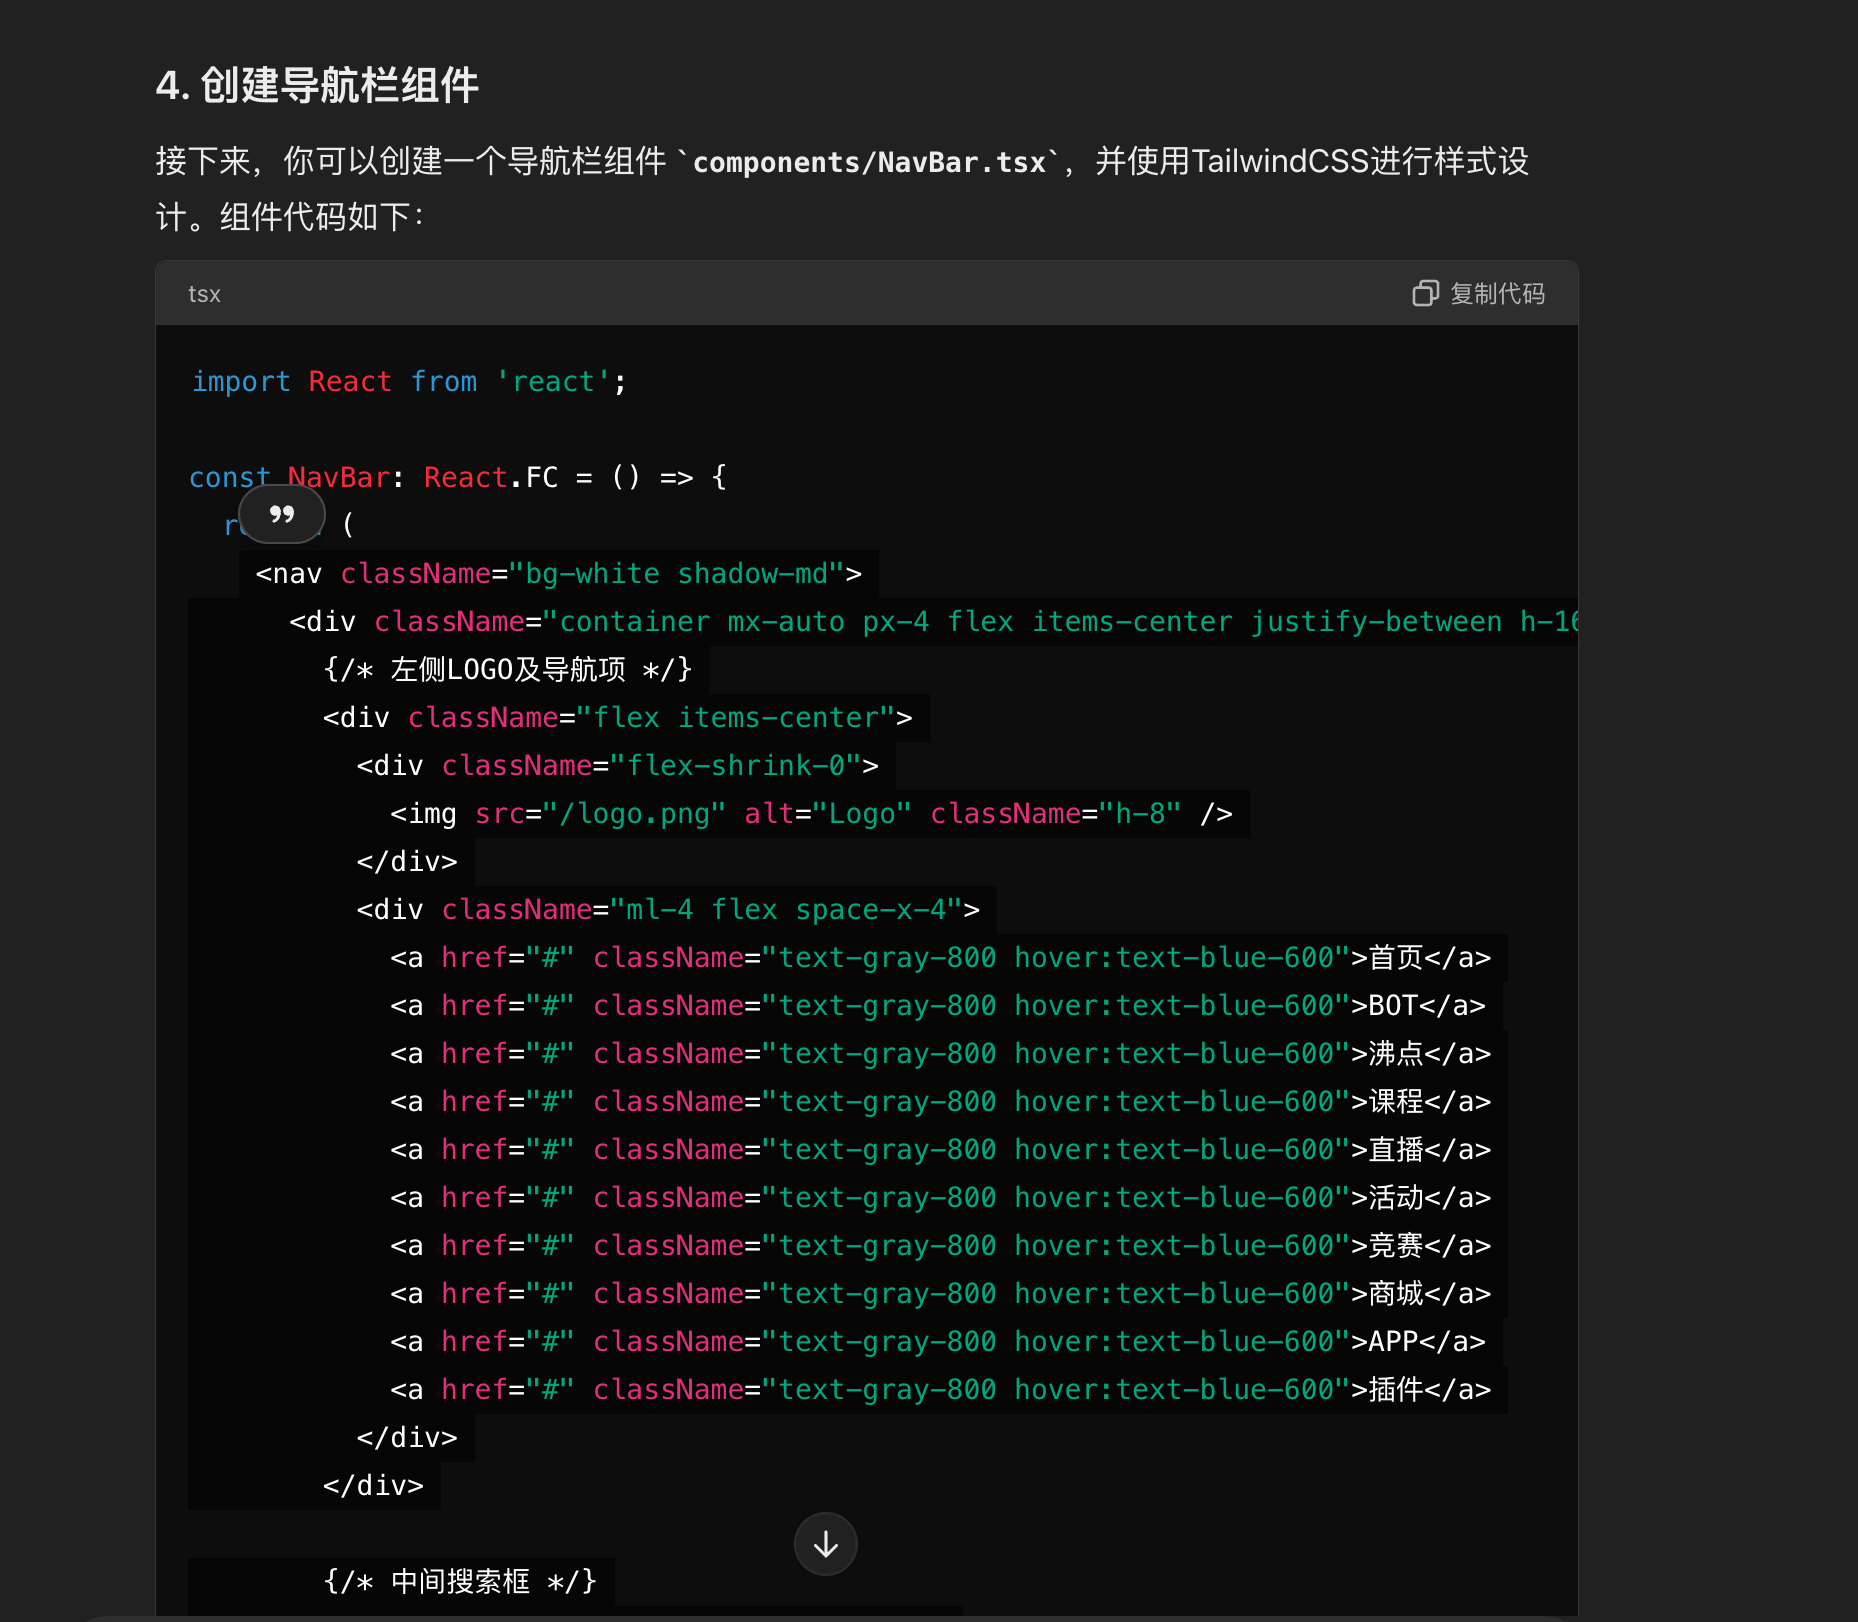 4. 创建导航栏组件
接下来，你可以创建一个导航栏组件 `components/NavBar.tsx`，并使用TailwindCSS进行样式设
计。组件代码如下：
tsx
复制代码
import React from 'react';
const NavBar: React.FC = () => {
(
<nav className="bg-white shadow-md">
<div className="container mx-auto px-4 flex items-center justify-between h-16
{/* 左侧LOGO及导航项 */}
<div className="flex items-center">
<div className="flex-shrink-0">
<img src="/logo.png" alt="Logo" className="h-8" />
</div>
<div className="ml-4 flex space-x-4">
<a href="#" className="text-gray-800 hover:text-blue-600">首页</a>
<a href="#" className="text-gray-800 hover:text-blue-600">BOT</a>
<a href="#" className="text-gray-800 hover:text-blue-600">沸点</a>
<a href="#" className="text-gray-800 hover:text-blue-600">课程</a>
<a href="#" className="text-gray-800 hover:text-blue-600">直播</a>
<a href="#" className="text-gray-800 hover:text-blue-600">活动</a>
<a href="#" className="text-gray-800 hover:text-blue-600">竞赛</a>
<a href="#" className="text-gray-800 hover:text-blue-600">商城</a>
<a href="#" className="text-gray-800 hover:text-blue-600">APP</a>
<a href="#" className="text-gray-800 hover:text-blue-600">插件</a>
</div>
</div>
{/* 中间搜索框 */}